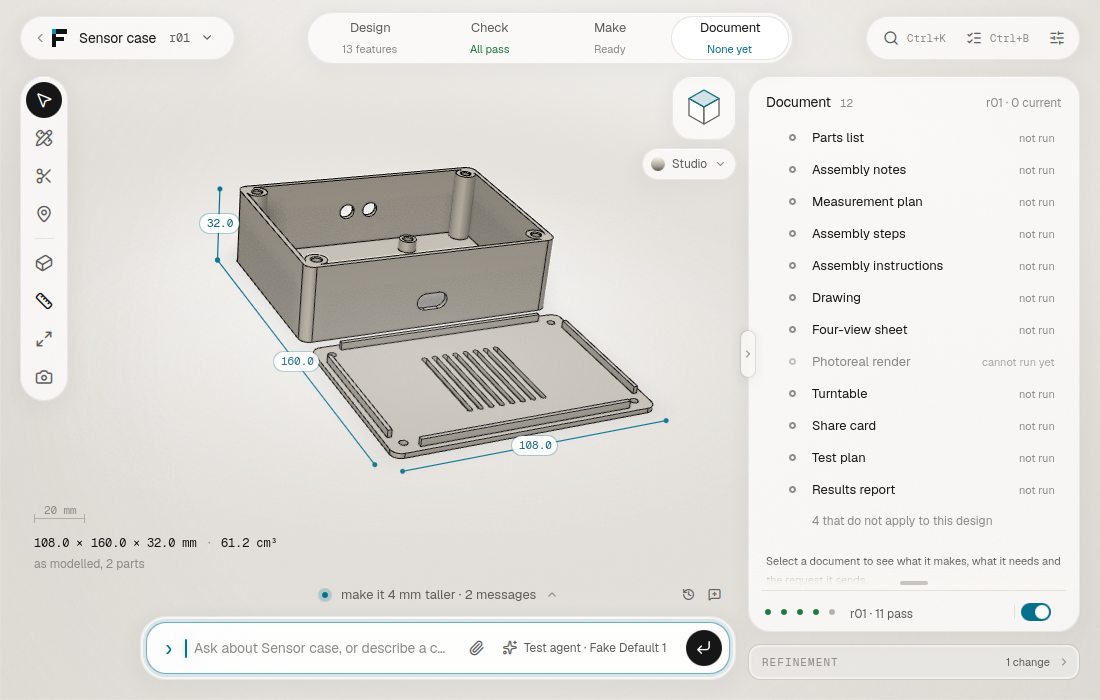 Sensor case r01
Design
13 features
Check
All pass
Make
Ready
Document
None yet
Ctrl+K
Ctrl+B
Studio
32.0
160.0
108.0
20 mm
108.0 × 160.0 × 32.0 mm · 61.2 cm³
as modelled, 2 parts
make it 4 mm taller · 2 messages
Ask about Sensor case, or describe a c...
Test agent · Fake Default 1
Document 12
r01 · 0 current
Parts list not run
Assembly notes not run
Measurement plan not run
Assembly steps not run
Assembly instructions not run
Drawing not run
Four-view sheet not run
Photoreal render cannot run yet
Turntable not run
Share card not run
Test plan not run
Results report not run
4 that do not apply to this design
Select a document to see what it makes, what it needs and
the request it sends.
r01 · 11 pass
REFINEMENT 1 change